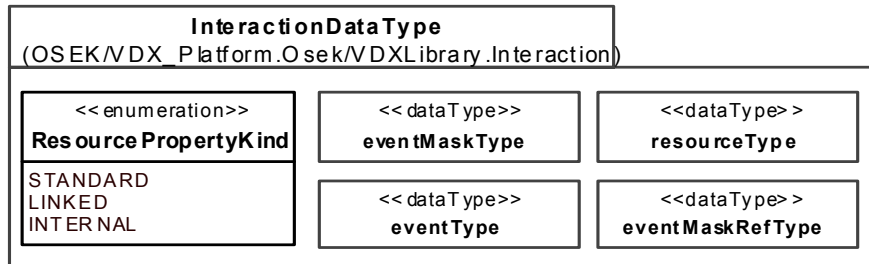 InteractionDataType
(OSEK/VDX_Platform.Osek/VDXLibrary.Interaction)
<<enumeration>>
ResourcePropertyKind
STANDARD
LINKED
INTERNAL
<<dataType>>
eventMaskType
<<dataType>>
resourceType
<<dataType>>
eventType
<<dataType>>
eventMaskRefType